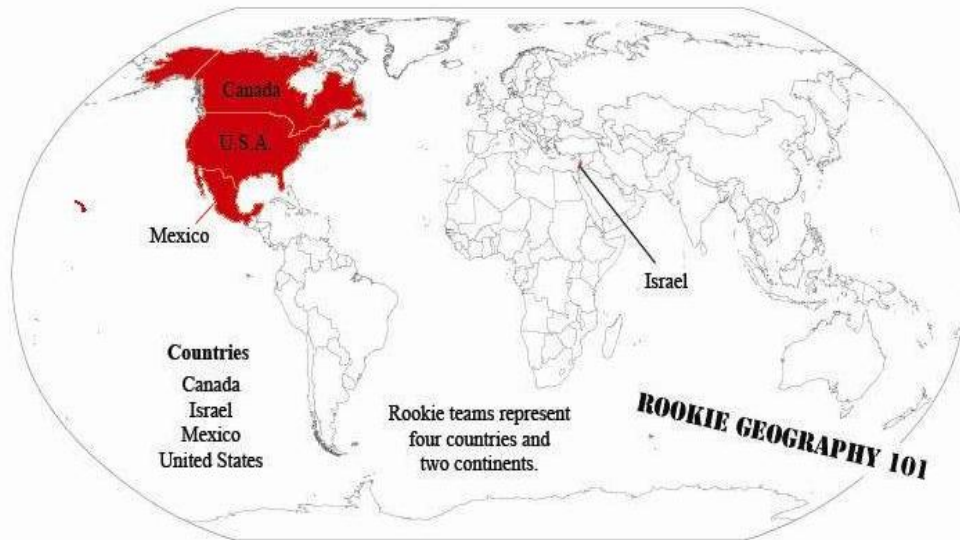 Canada
U.S.A.
Mexico
Israel
Countries
Canada
Israel
Mexico
United States
Rookie teams represent
four countries and
two continents.
ROOKIE GEOGRAPHY 101